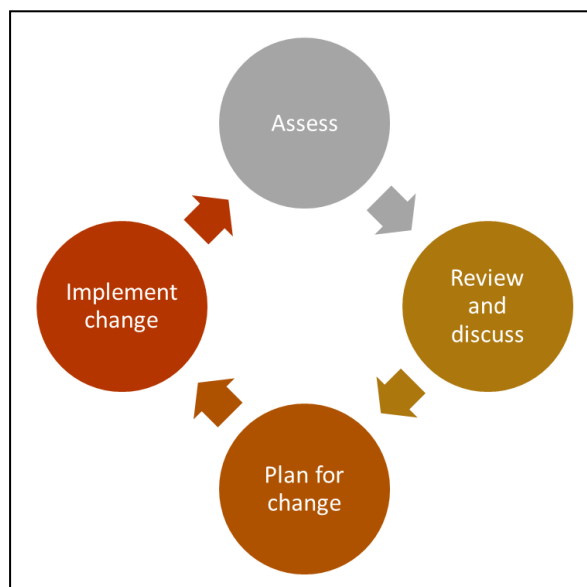 Assess
Review
and
discuss
Plan for
change
Implement
change